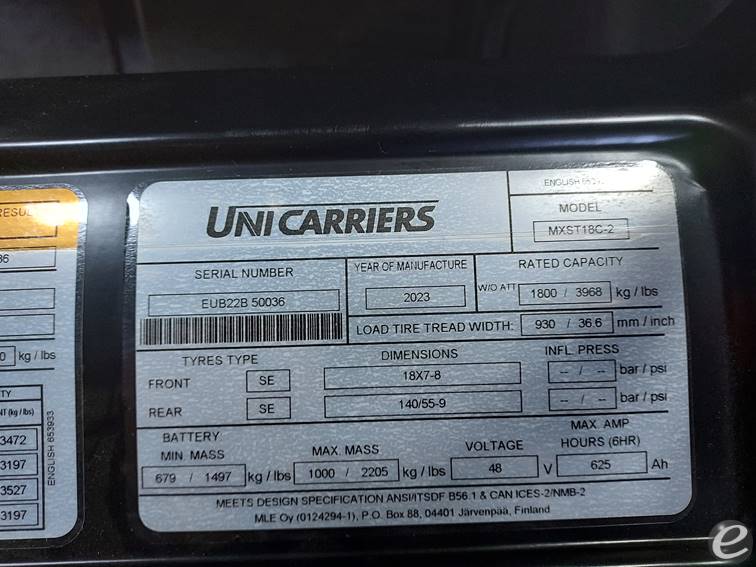 RESUL
36
0 kg / lbs
TY
NT (kg / lbs)
3472
3197
3527
3197
ENGLISH 653933
UNICARRIERS
MODEL
MXST18C-2
SERIAL NUMBER
EUB22B 50036
YEAR OF MANUFACTURE
2023
RATED CAPACITY
W/O ATT 1800 / 3968 kg / lbs
LOAD TIRE TREAD WIDTH: 930 / 36.6 mm / inch
TYRES TYPE DIMENSIONS INFL. PRESS
FRONT SE 18X7-8 -- / -- bar / psi
REAR SE 140/55-9 -- / -- bar / psi
BATTERY
MIN. MASS MAX. MASS VOLTAGE MAX. AMP HOURS (6HR)
679 / 1497 kg / lbs 1000 / 2205 kg / lbs 48 V 625 Ah
MEETS DESIGN SPECIFICATION ANSI/ITSDF B56.1 & CAN ICES-2/NMB-2
MLE Oy (0124294-1), P.O. Box 88, 04401 Järvenpää, Finland
e